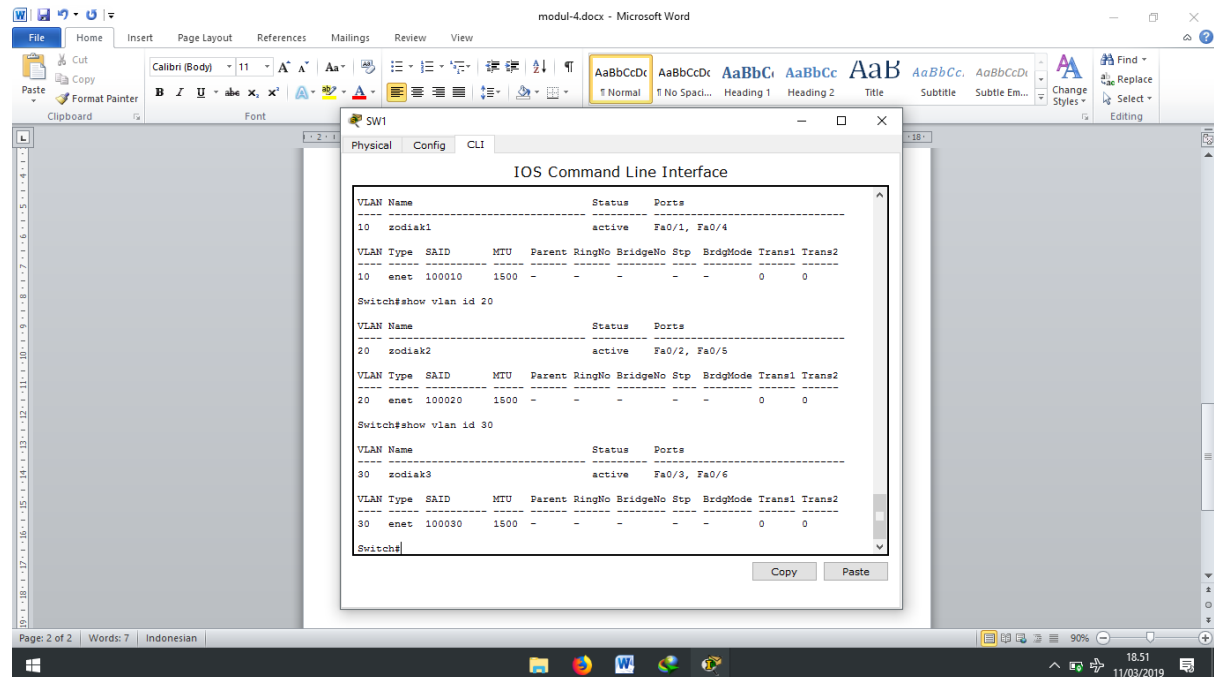 modul-4.docx - Microsoft Word
File Home Insert Page Layout References Mailings Review View
Paste
Cut
Copy
Format Painter
Clipboard
Calibri (Body) 11
Font
AaBbCcDc AaBbCcDc AaBbC AaBbCc AaB AaBbCc. AaBbCcDc
¶ Normal ¶ No Spaci... Heading 1 Heading 2 Title Subtitle Subtle Em...
Change Styles
Find
Replace
Select
Editing
SW1
Physical Config CLI
IOS Command Line Interface
VLAN Name Status Ports
---- -------------------------------- --------- -------------------------------
10 zodiak1 active Fa0/1, Fa0/4
VLAN Type SAID MTU Parent RingNo BridgeNo Stp BrdgMode Trans1 Trans2
---- ----- ---------- ----- ------ ------ -------- ---- -------- ------ ------
10 enet 100010 1500 - - - - - 0 0
Switch#show vlan id 20
VLAN Name Status Ports
---- -------------------------------- --------- -------------------------------
20 zodiak2 active Fa0/2, Fa0/5
VLAN Type SAID MTU Parent RingNo BridgeNo Stp BrdgMode Trans1 Trans2
---- ----- ---------- ----- ------ ------ -------- ---- -------- ------ ------
20 enet 100020 1500 - - - - - 0 0
Switch#show vlan id 30
VLAN Name Status Ports
---- -------------------------------- --------- -------------------------------
30 zodiak3 active Fa0/3, Fa0/6
VLAN Type SAID MTU Parent RingNo BridgeNo Stp BrdgMode Trans1 Trans2
---- ----- ---------- ----- ------ ------ -------- ---- -------- ------ ------
30 enet 100030 1500 - - - - - 0 0
Switch#
Copy Paste
Page: 2 of 2 Words: 7 Indonesian 90%
18.51
11/03/2019